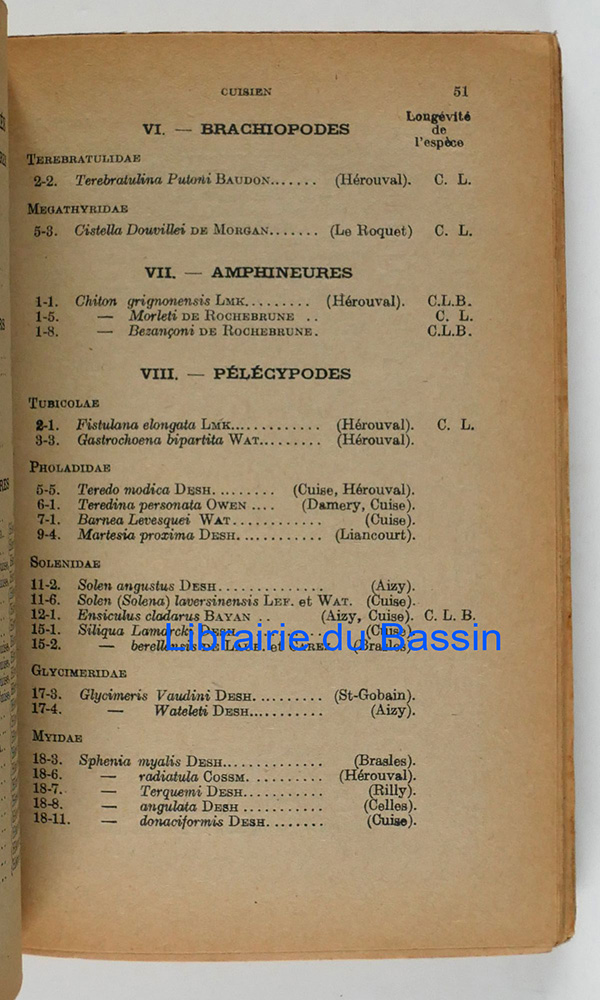 CUISIEN 51
Longévité
de
l'espèce
VI. — BRACHIOPODES
TEREBRATULIDAE
2-2. Terebratulina Putoni BAUDON....... (Hérouval). C. L.
MEGATHYRIDAE
5-3. Cistella Douvillei DE MORGAN....... (Le Roquet) C. L.
VII. — AMPHINEURES
1-1. Chiton grignonensis LMK......... (Hérouval). C.L.B.
1-5. — Morleti DE ROCHEBRUNE .. C. L.
1-8. — Bezançoni DE ROCHEBRUNE. C.L.B.
VIII. — PÉLÉCYPODES
TUBICOLAE
2-1. Fistulana elongata LMK............. (Hérouval). C. L.
3-3. Gastrochoena bipartita WAT......... (Hérouval).
PHOLADIDAE
5-5. Teredo modica DESH. ........ (Cuise, Hérouval).
6-1. Teredina personata OWEN .... (Damery, Cuise).
7-1. Barnea Levesquei WAT............ (Cuise).
9-4. Martesia proxima DESH. ........... (Liancourt).
SOLENIDAE
11-2. Solen angustus DESH.............. (Aizy).
11-6. Solen (Solena) laversinensis LEF. et WAT. (Cuise).
12-1. Ensiculus cladarus BAYAN .. (Aizy, Cuise). C. L. B.
15-1. Siliqua Lamarcki DESH. (Cuise).
15-2. — berellensis DE LAUB. et CAREZ (Brasles).
Librairie du Bassin
GLYCIMERIDAE
17-3. Glycimeris Vaudini DESH. ......... (St-Gobain).
17-4. — Wateleti DESH........... (Aizy).
MYIDAE
18-3. Sphenia myalis DESH.............. (Brasles).
18-6. — radiatula COSSM. ......... (Hérouval).
18-7. — Terquemi DESH........... (Rilly).
18-8. — angulata DESH ........... (Celles).
18-11. — donaciformis DESH. ....... (Cuise).